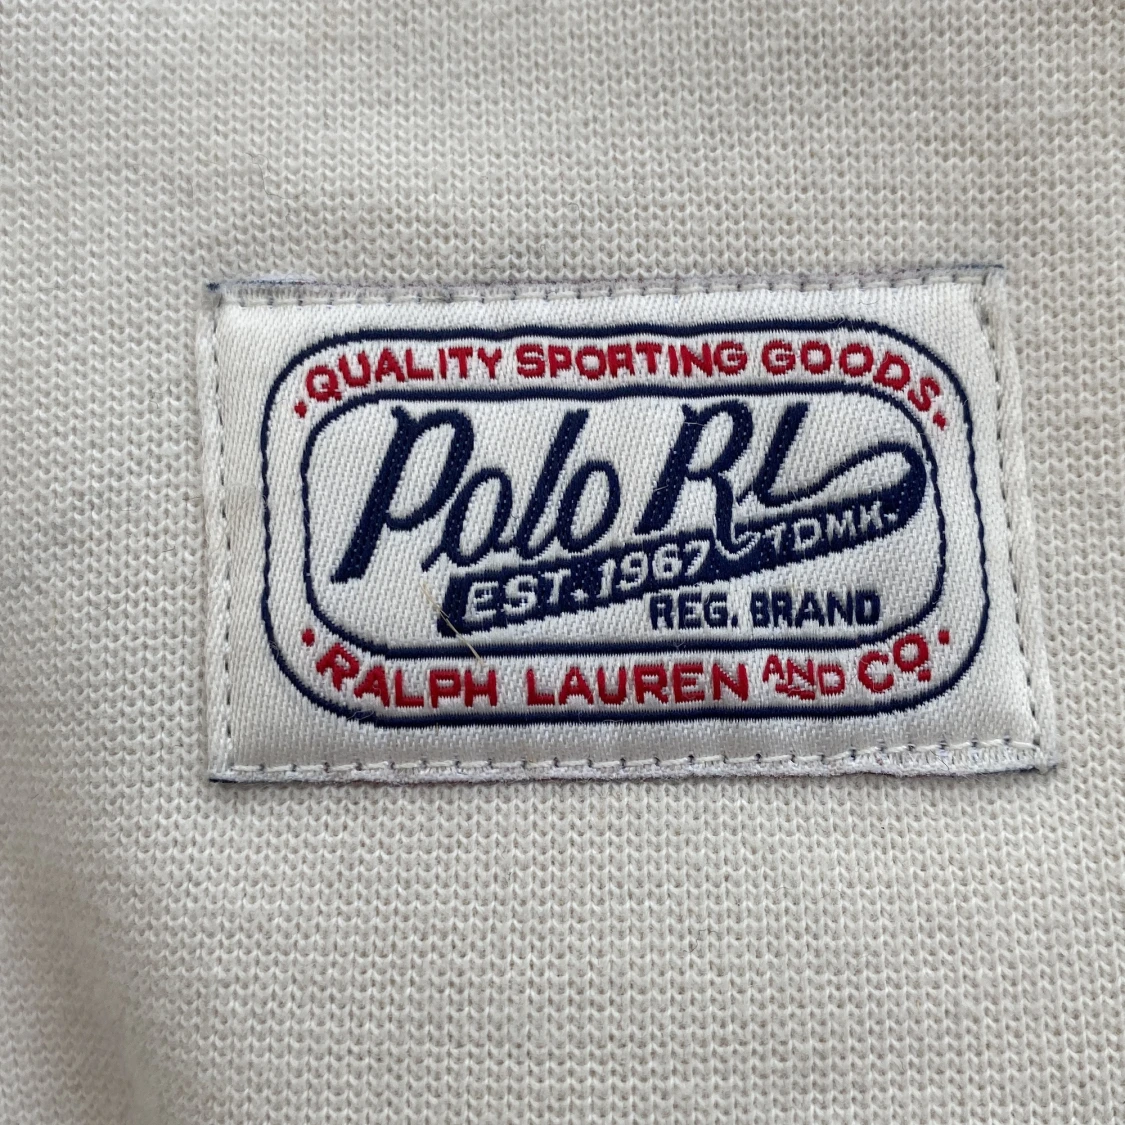 ·QUALITY SPORTING GOODS·
Polo RL
EST. 1967 TDMK.
REG. BRAND
·RALPH LAUREN AND CO·